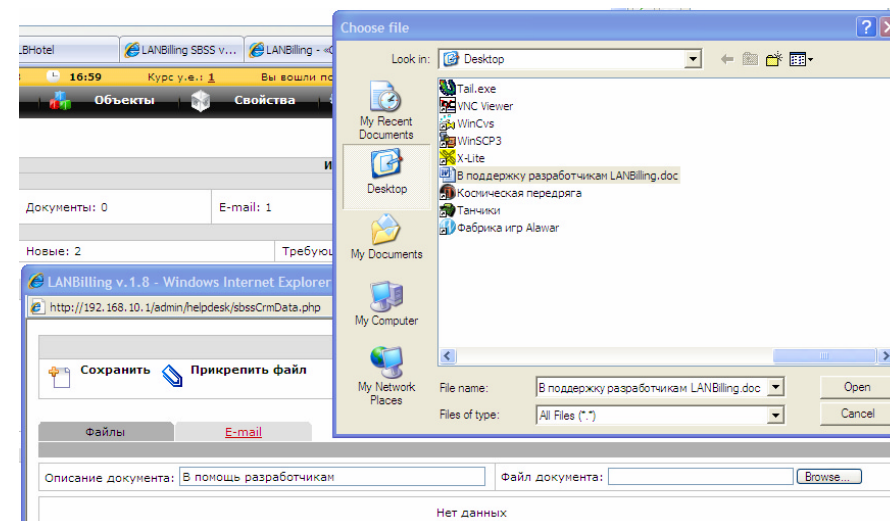 Choose file
LBHotel
LANBilling SBSS v...
LANBilling - «С
16:59
Курс у.е.: 1
Вы вошли по
Объекты
Свойства
Документы: 0
E-mail: 1
Новые: 2
Look in:
Desktop
My Recent Documents
Desktop
My Documents
My Computer
My Network Places
Tail.exe
VNC Viewer
WinCvs
WinSCP3
X-Lite
В поддержку разработчикам LANBilling.doc
Космическая передряга
Танчики
Фабрика игр Alawar
File name:
В поддержку разработчикам LANBilling.doc
Open
Files of type:
All Files (*.*)
Cancel
LANBilling v.1.8 - Windows Internet Explorer
http://192.168.10.1/admin/helpdesk/sbssCrmData.php
Сохранить
Прикрепить файл
Файлы
E-mail
Описание документа:
В помощь разработчикам
Файл документа:
Browse...
Нет данных